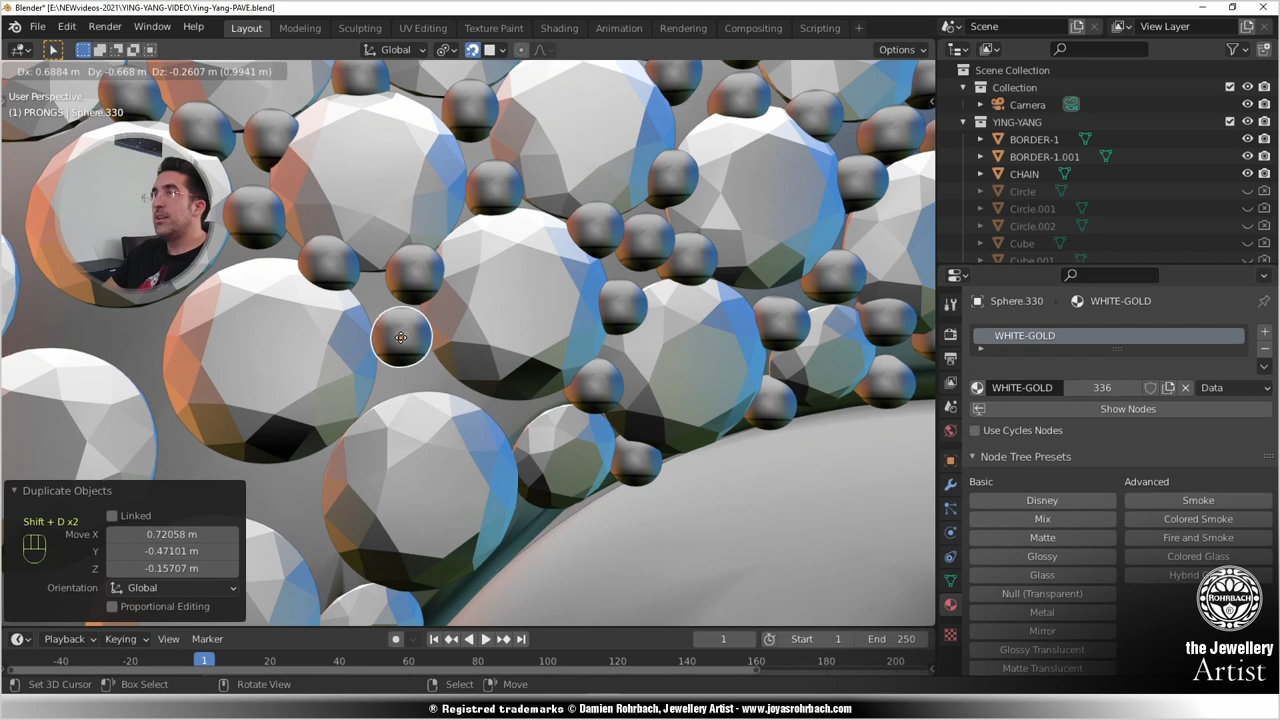 Blender* [E:\NEWvideos-2021\YING-YANG-VIDEO\Ying-Yang-PAVE.blend]
File Edit Render Window Help
Layout Modeling Sculpting UV Editing Texture Paint Shading Animation Rendering Compositing Scripting +
Scene
View Layer
Global
Options
Dx: 0.6884 m Dy: -0.668 m Dz: -0.2607 m (0.9941 m)
User Perspective
(1) PRONGS | Sphere.330
Scene Collection
Collection
Camera
YING-YANG
BORDER-1
BORDER-1.001
CHAIN
Circle
Circle.001
Circle.002
Cube
Cube.001
Sphere.330
WHITE-GOLD
WHITE-GOLD
WHITE-GOLD 336 Data
Show Nodes
Use Cycles Nodes
Node Tree Presets
Basic
Advanced
Disney
Smoke
Mix
Colored Smoke
Matte
Fire and Smoke
Glossy
Colored Glass
Glass
Null (Transparent)
Metal
Mirror
Glossy Translucent
Matte Translucent
Duplicate Objects
Linked
Shift + D x2
Move X 0.72058 m
Y -0.47101 m
Z -0.15707 m
Orientation Global
Proportional Editing
Playback Keying View Marker
1
Start 1
End 250
-40 -20 1 20 40 60 80 100 120 140 160 180 200
Set 3D Cursor
Box Select
Rotate View
Select
Move
ROHRBACH
the Jewellery
Artist
® Registered trademarks © Damien Rohrbach, Jewellery Artist - www.joyasrohrbach.com